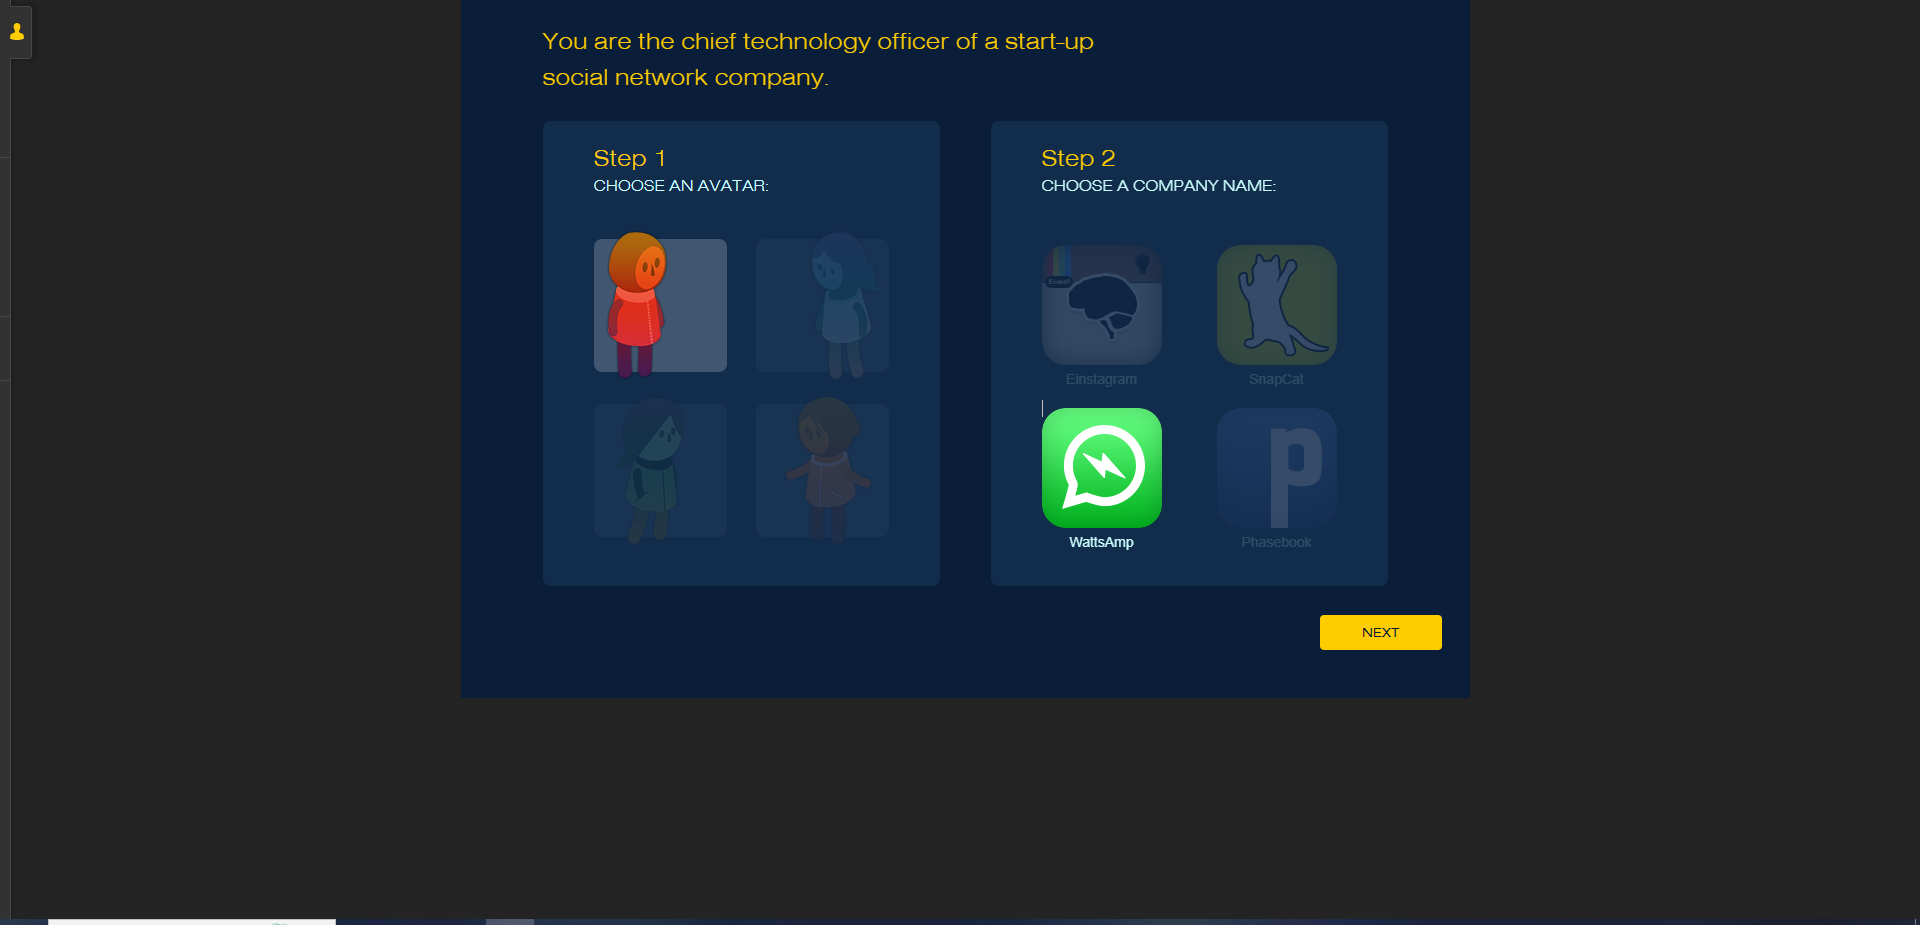 You are the chief technology officer of a start-up
social network company.
Step 1
CHOOSE AN AVATAR:
Step 2
CHOOSE A COMPANY NAME:
Einstagram
SnapCat
WattsAmp
Phasebook
p
NEXT